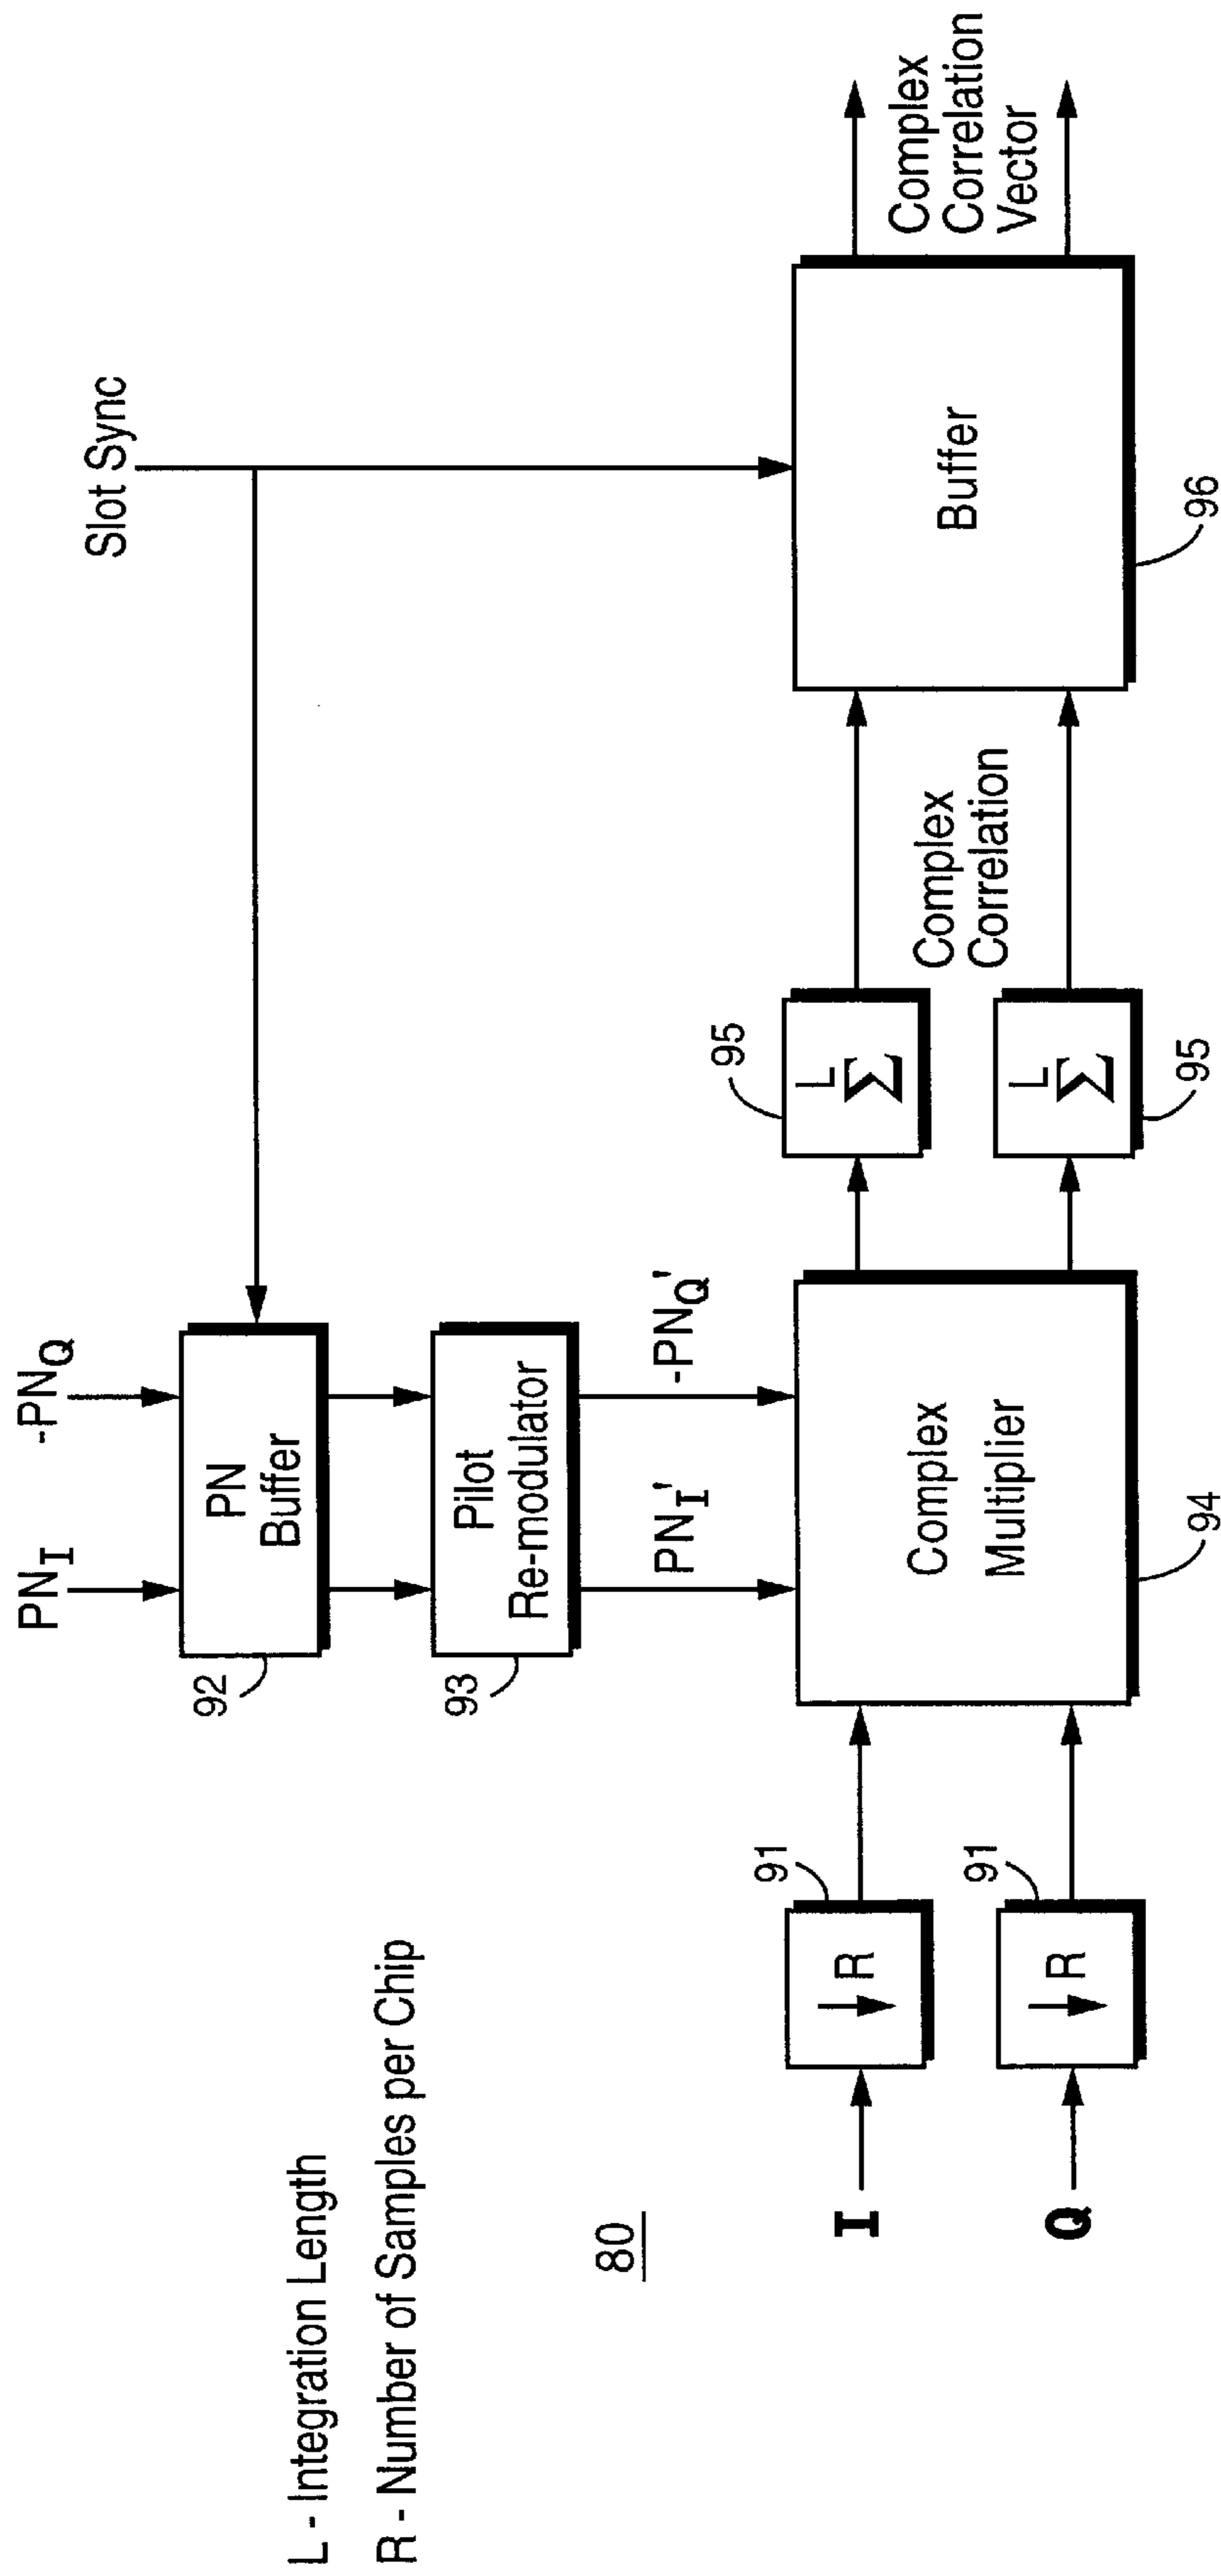 L - Integration Length
R - Number of Samples per Chip
80
I
Q
91
R
91
R
PN_I
-PN_Q
92
PN
Buffer
93
Pilot
Re-modulator
PN_I'
-PN_Q'
Complex
Multiplier
94
95
L
Σ
L
Σ
95
Complex
Correlation
Slot Sync
Buffer
96
Complex
Correlation
Vector